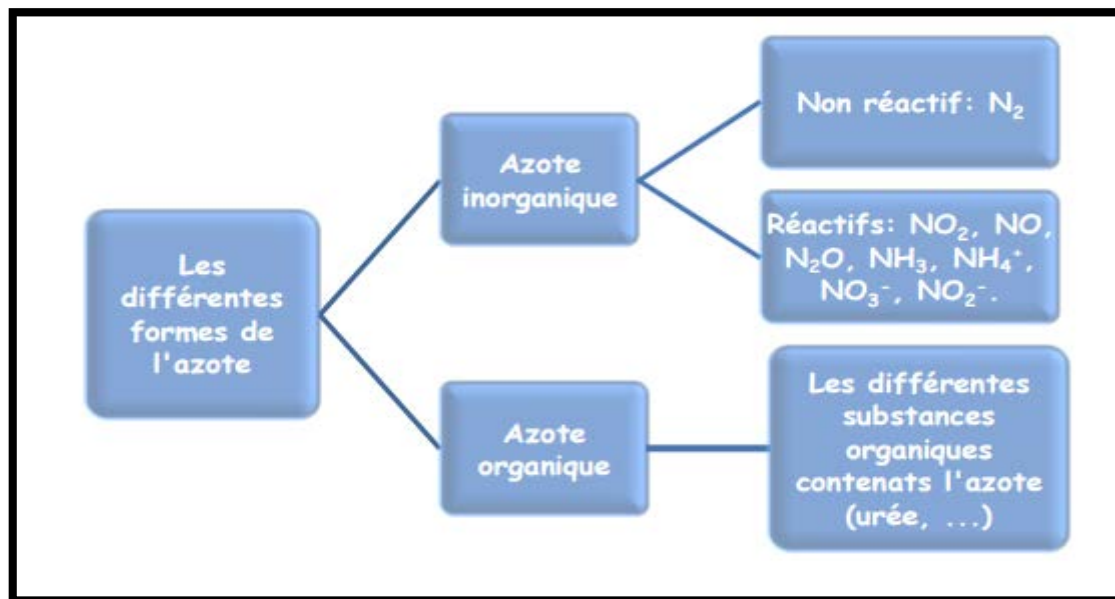 Les
différentes
formes de
l'azote
Azote
inorganique
Non réactif: N₂
Réactifs: NO₂, NO,
N₂O, NH₃, NH₄⁺,
NO₃⁻, NO₂⁻.
Azote
organique
Les différentes
substances
organiques
contenats l'azote
(urée, ...)